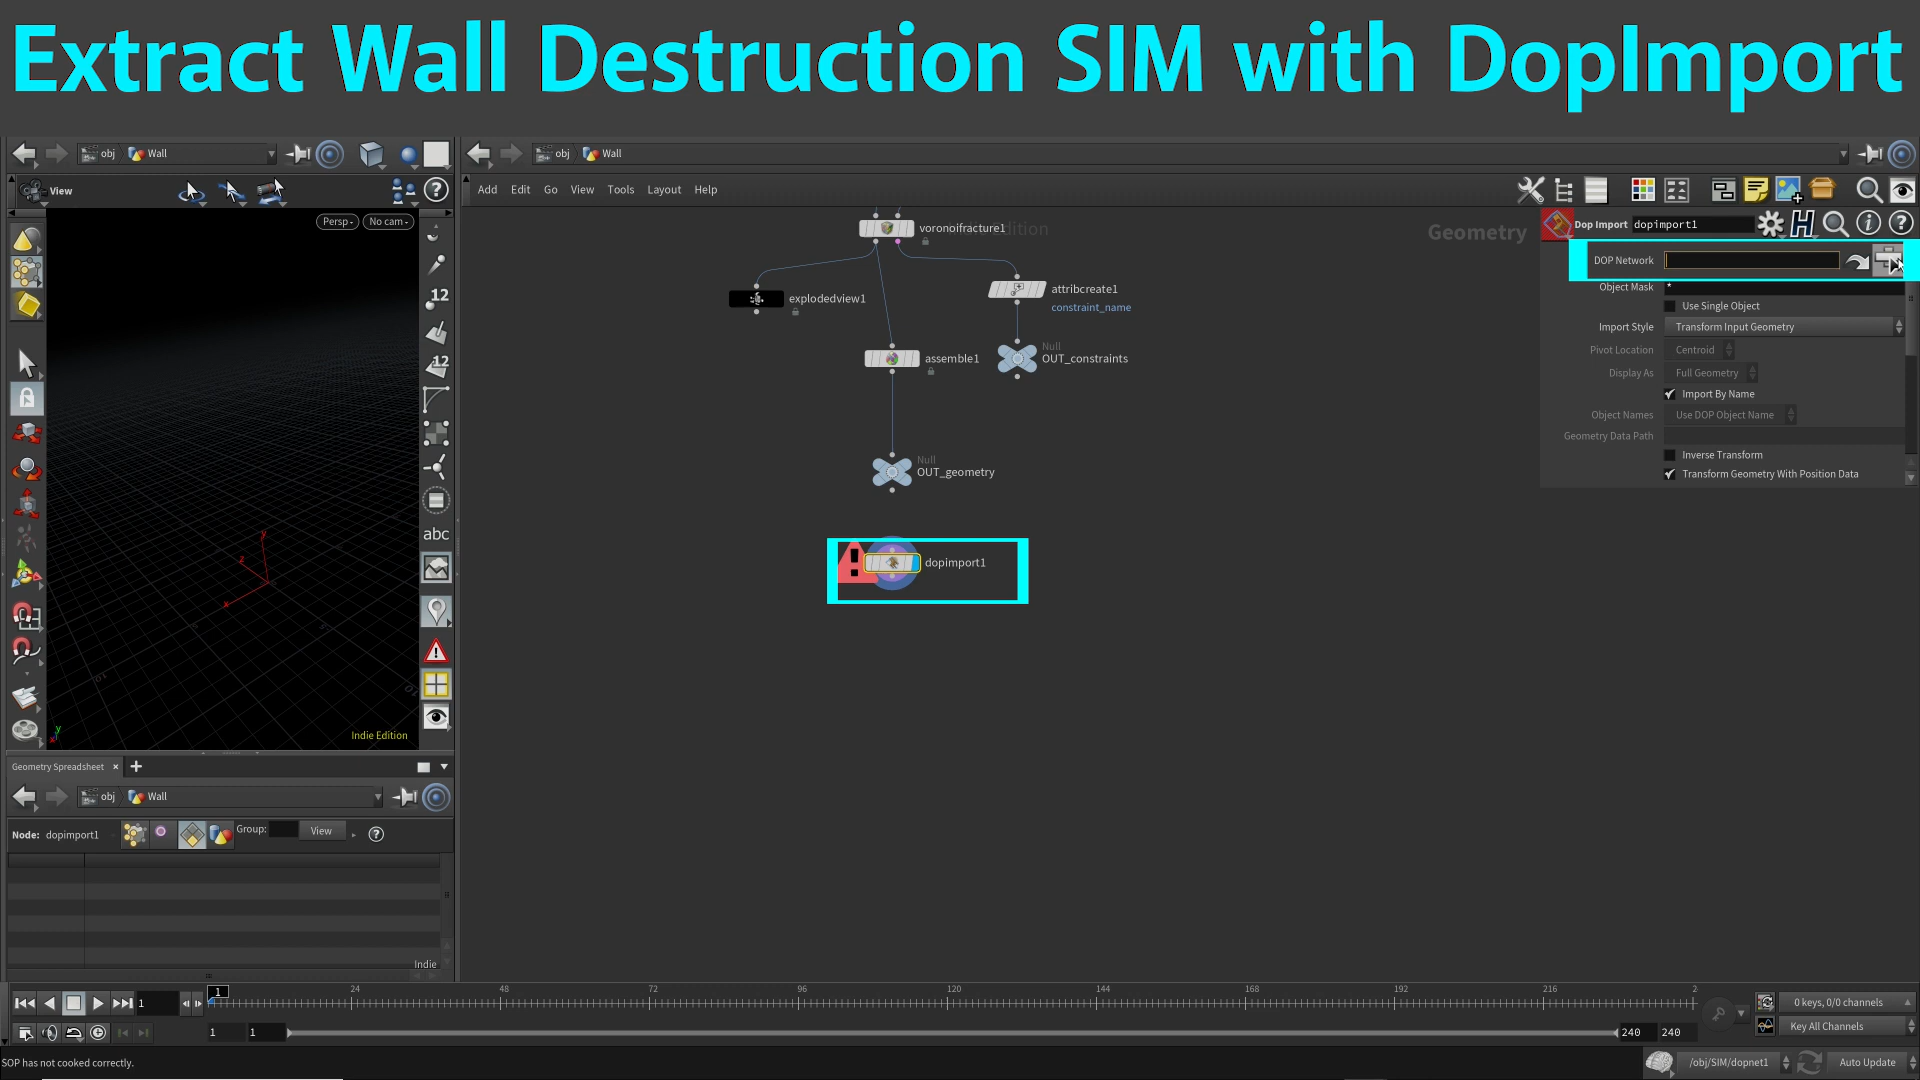 Extract Wall Destruction SIM with DopImport
obj Wall
obj Wall
View
Add Edit Go View Tools Layout Help
Persp No cam
Geometry
Dop Import dopimport1
DOP Network
Object Mask *
Use Single Object
Import Style Transform Input Geometry
Pivot Location Centroid
Display As Full Geometry
Import By Name
Object Names Use DOP Object Name
Geometry Data Path
Inverse Transform
Transform Geometry With Position Data
voronoifracture1
explodedview1
attribcreate1
constraint_name
assemble1
Null
OUT_constraints
Null
OUT_geometry
dopimport1
12
12
abc
z
y
x
y
Indie Edition
Geometry Spreadsheet
obj Wall
Node: dopimport1 Group: View
Indie
1 1 24 48 72 96 120 144 168 192 216
0 keys, 0/0 channels
1 1 240 240 Key All Channels
SOP has not cooked correctly.
/obj/SIM/dopnet1 Auto Update